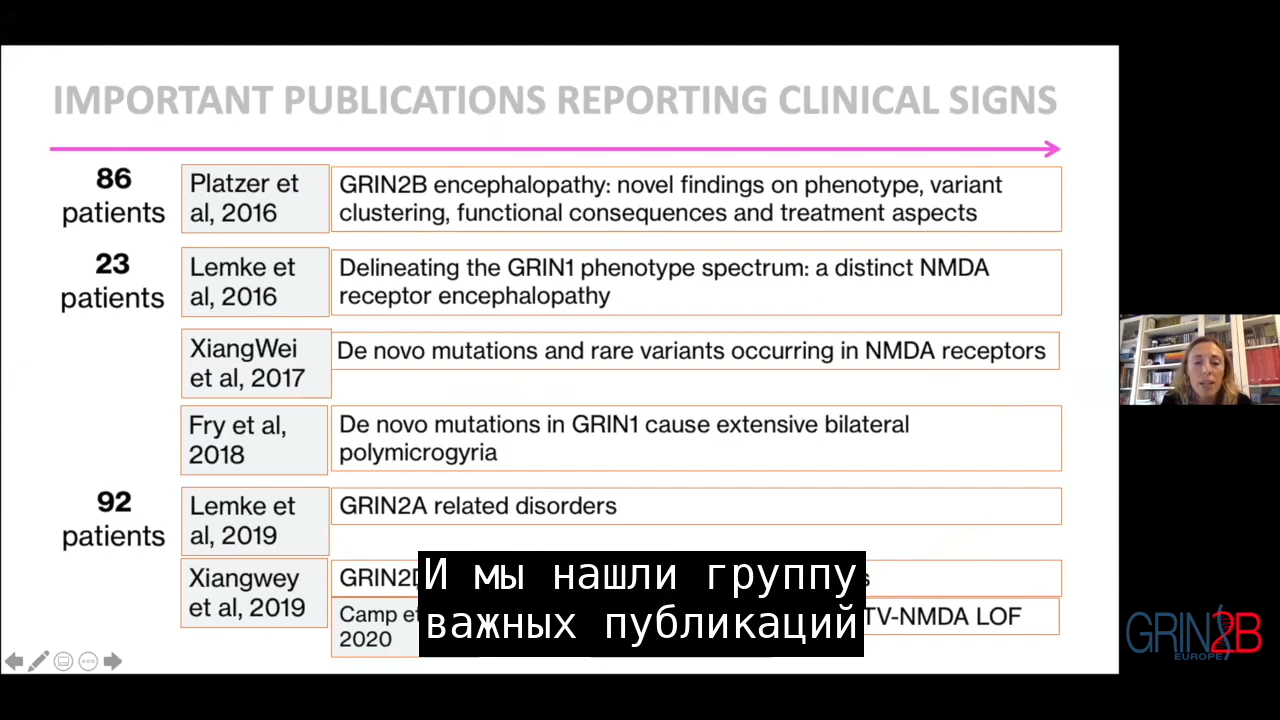 IMPORTANT PUBLICATIONS REPORTING CLINICAL SIGNS
86
patients
Platzer et
al, 2016
GRIN2B encephalopathy: novel findings on phenotype, variant
clustering, functional consequences and treatment aspects
23
patients
Lemke et
al, 2016
Delineating the GRIN1 phenotype spectrum: a distinct NMDA
receptor encephalopathy
XiangWei
et al, 2017
De novo mutations and rare variants occurring in NMDA receptors
Fry et al,
2018
De novo mutations in GRIN1 cause extensive bilateral
polymicrogyria
92
patients
Lemke et
al, 2019
GRIN2A related disorders
Xiangwey
et al, 2019
Camp
2020
TV-NMDA LOF
И мы нашли группу
важных публикаций
GRIN2B
EUROPE